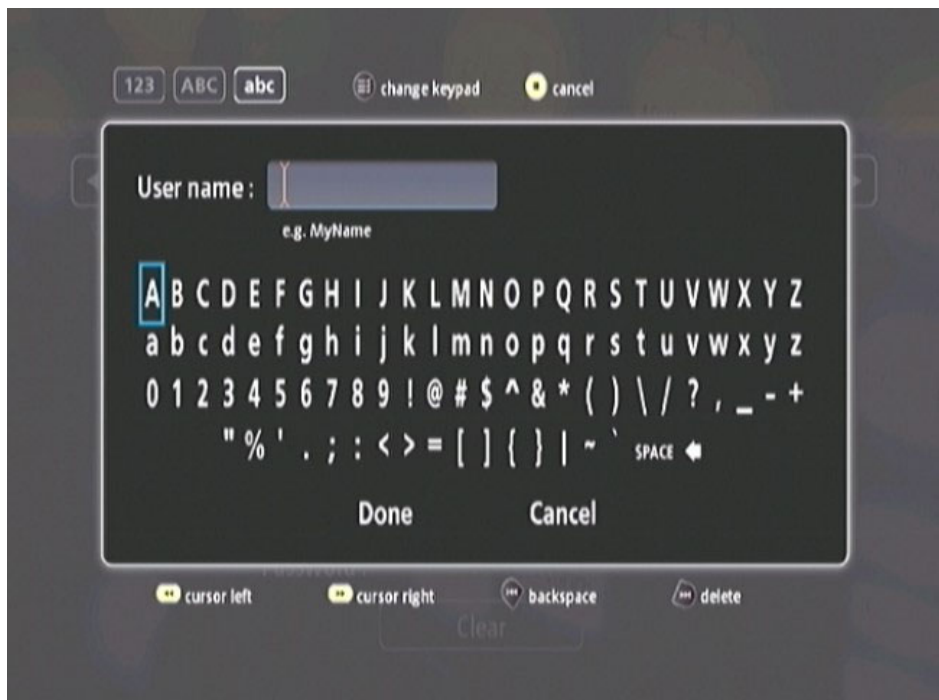 123 ABC abc change keypad cancel
User name :
e.g. MyName
A B C D E F G H I J K L M N O P Q R S T U V W X Y Z
a b c d e f g h i j k l m n o p q r s t u v w x y z
0 1 2 3 4 5 6 7 8 9 ! @ # $ ^ & * ( ) \ / ? , _ - +
" % ' . ; : < > = [ ] { } | ~ ` SPACE
Done Cancel
cursor left cursor right backspace delete
Clear